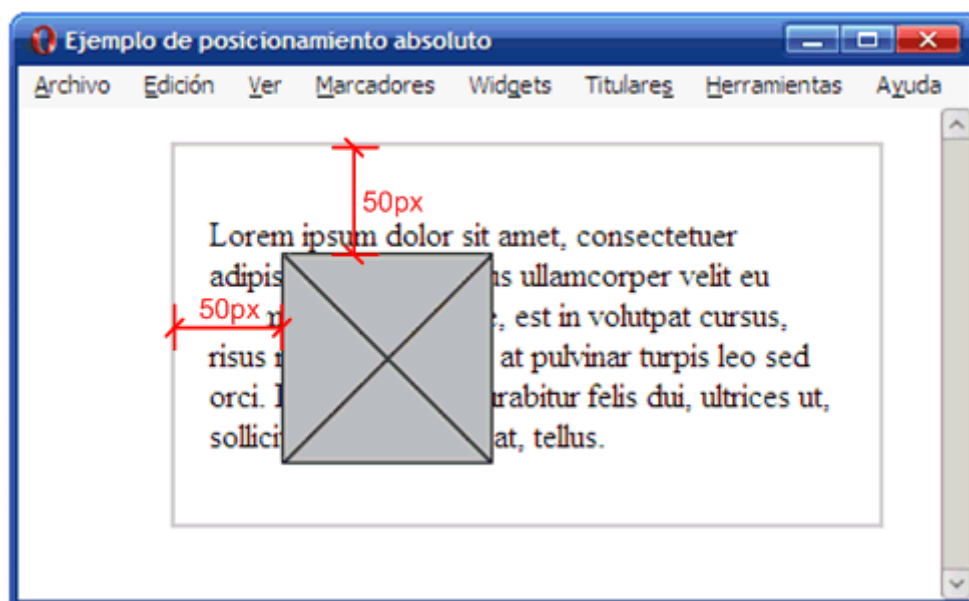 Ejemplo de posicionamiento absoluto
Archivo Edición Ver Marcadores Widgets Titulares Herramientas Ayuda
50px
Lorem ipsum dolor sit amet, consectetuer
adipis us ullamcorper velit eu
50px , est in volutpat cursus,
risus at pulvinar turpis leo sed
orci. rabitur felis dui, ultrices ut,
sollicit at, tellus.